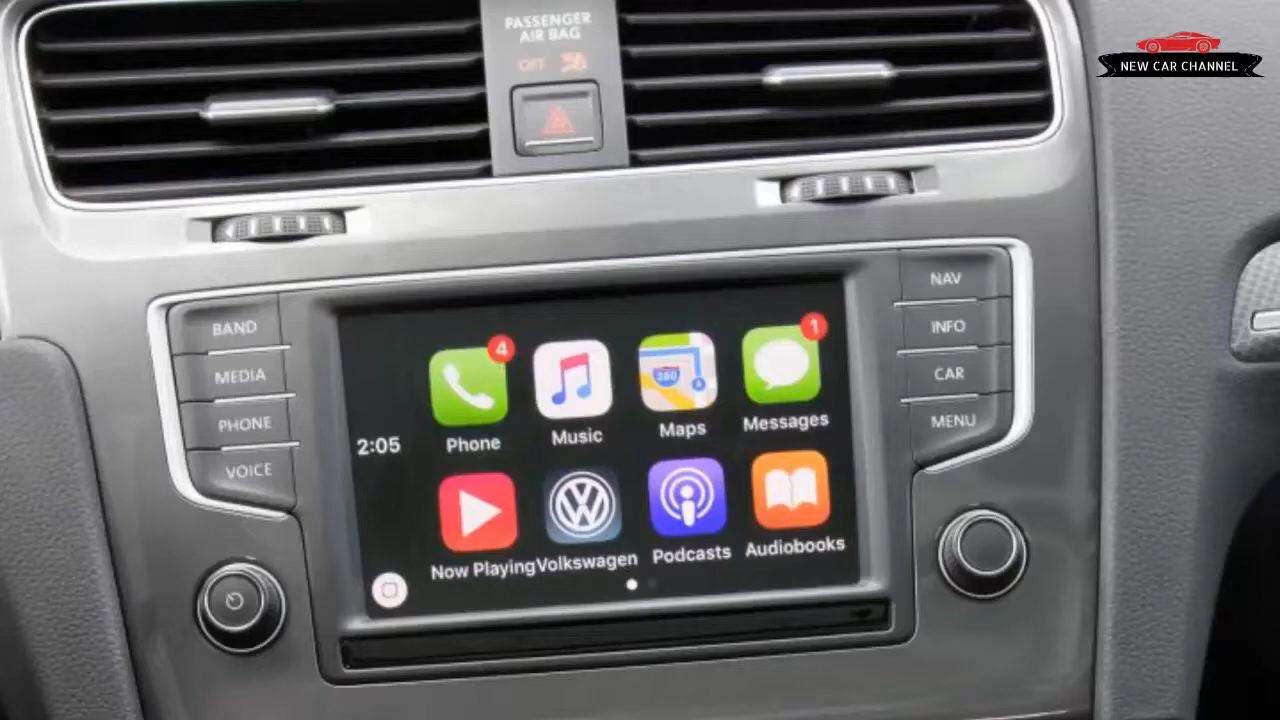 PASSENGER
AIR BAG
OFF
NEW CAR CHANNEL
BAND
MEDIA
PHONE
VOICE
NAV
INFO
CAR
MENU
2:05
4
1
280
Phone
Music
Maps
Messages
Now Playing
Volkswagen
Podcasts
Audiobooks